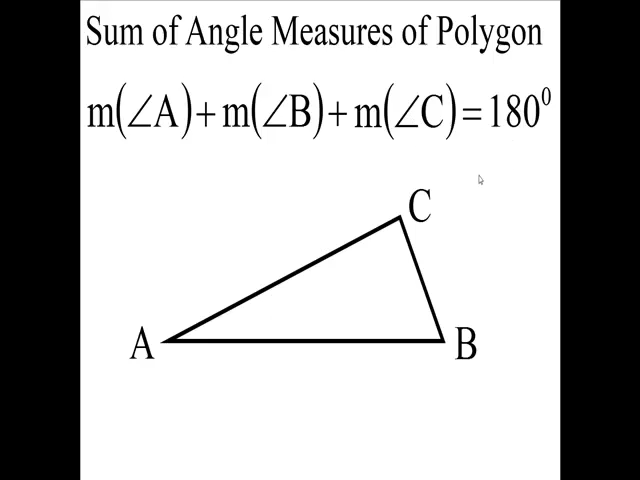 Sum of Angle Measures of Polygon
m(∠A)+m(∠B)+m(∠C)=180⁰
C
A
B